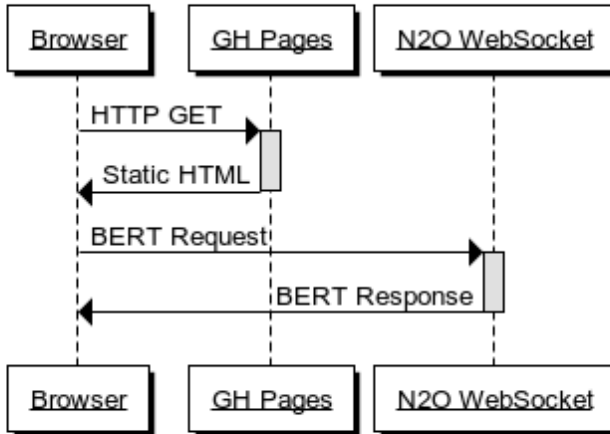 Browser GH Pages N2O WebSocket
HTTP GET
Static HTML
BERT Request
BERT Response
Browser GH Pages N2O WebSocket